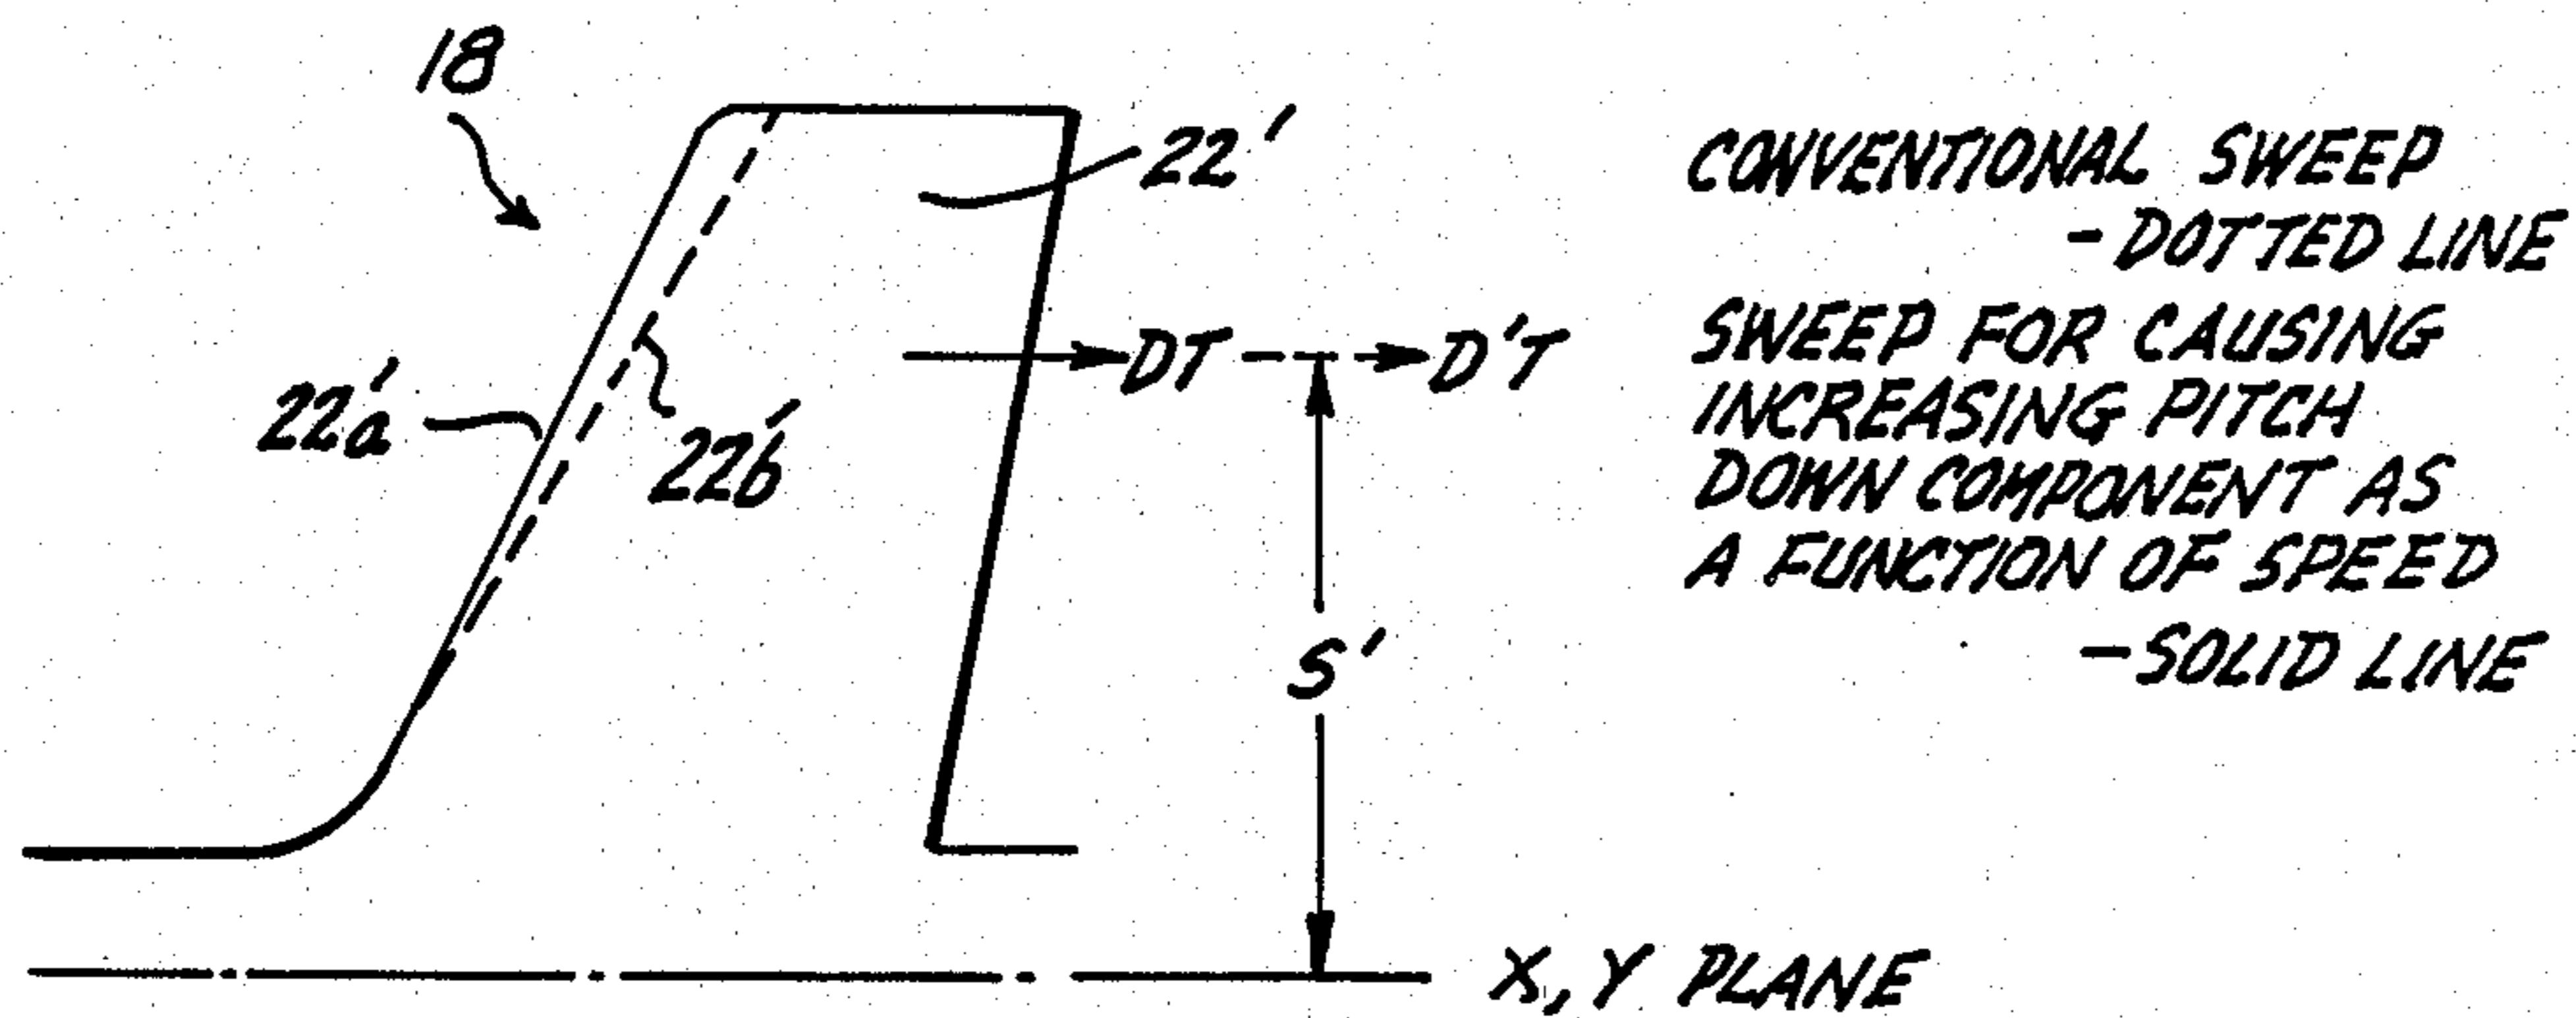 18
22'
CONVENTIONAL SWEEP
- DOTTED LINE
SWEEP FOR CAUSING
INCREASING PITCH
DOWN COMPONENT AS
A FUNCTION OF SPEED
- SOLID LINE
DT
D'T
22'a
22'b
S'
X, Y PLANE